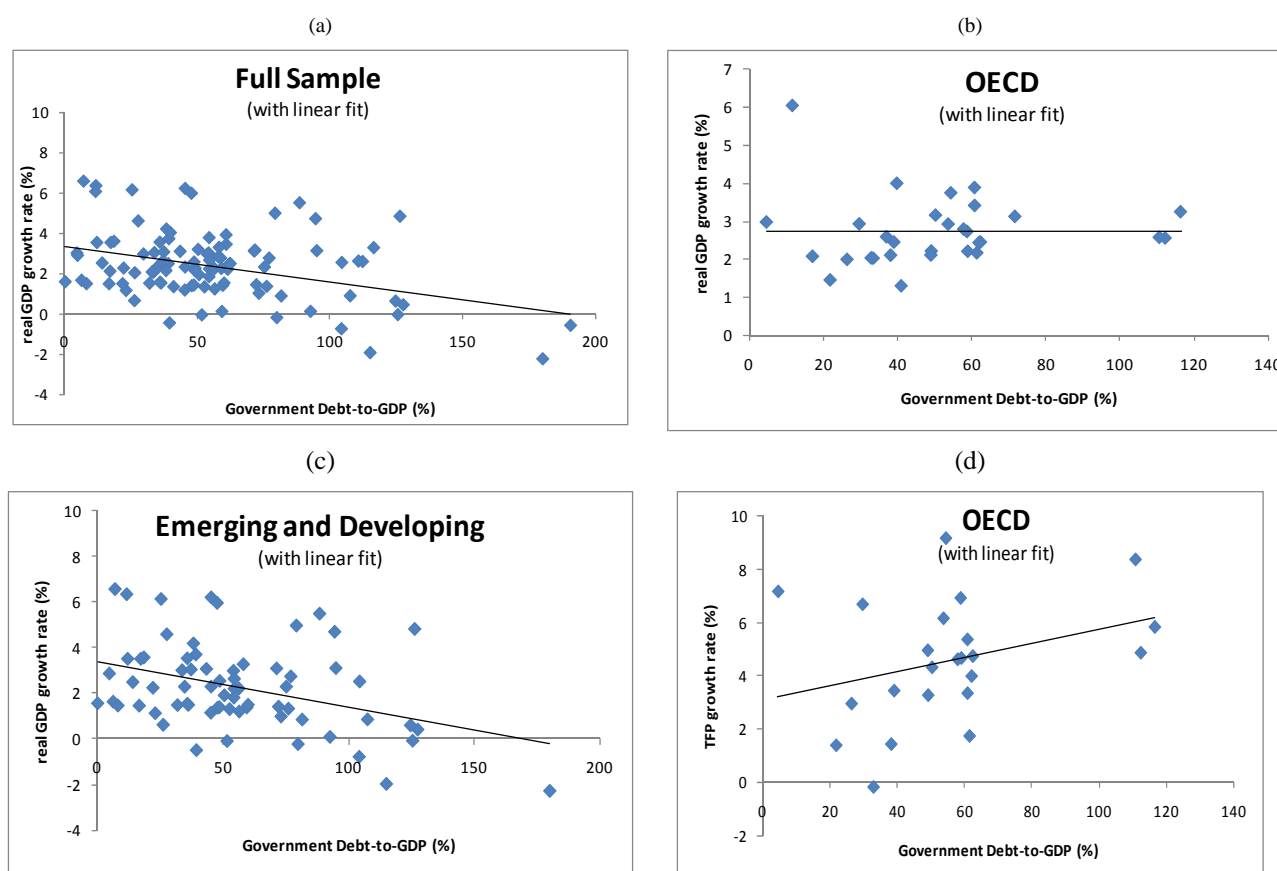 (a)
Full Sample
(with linear fit)
real GDP growth rate (%)
10
8
6
4
2
0
-2
-4
0
50
100
150
200
Government Debt-to-GDP (%)
(b)
OECD
(with linear fit)
real GDP growth rate (%)
7
6
5
4
3
2
1
0
0
20
40
60
80
100
120
140
Government Debt-to-GDP (%)
(c)
Emerging and Developing
(with linear fit)
real GDP growth rate (%)
10
8
6
4
2
0
-2
-4
0
50
100
150
200
Government Debt-to-GDP (%)
(d)
OECD
(with linear fit)
TFP growth rate (%)
10
8
6
4
2
0
-2
0
20
40
60
80
100
120
140
Government Debt-to-GDP (%)